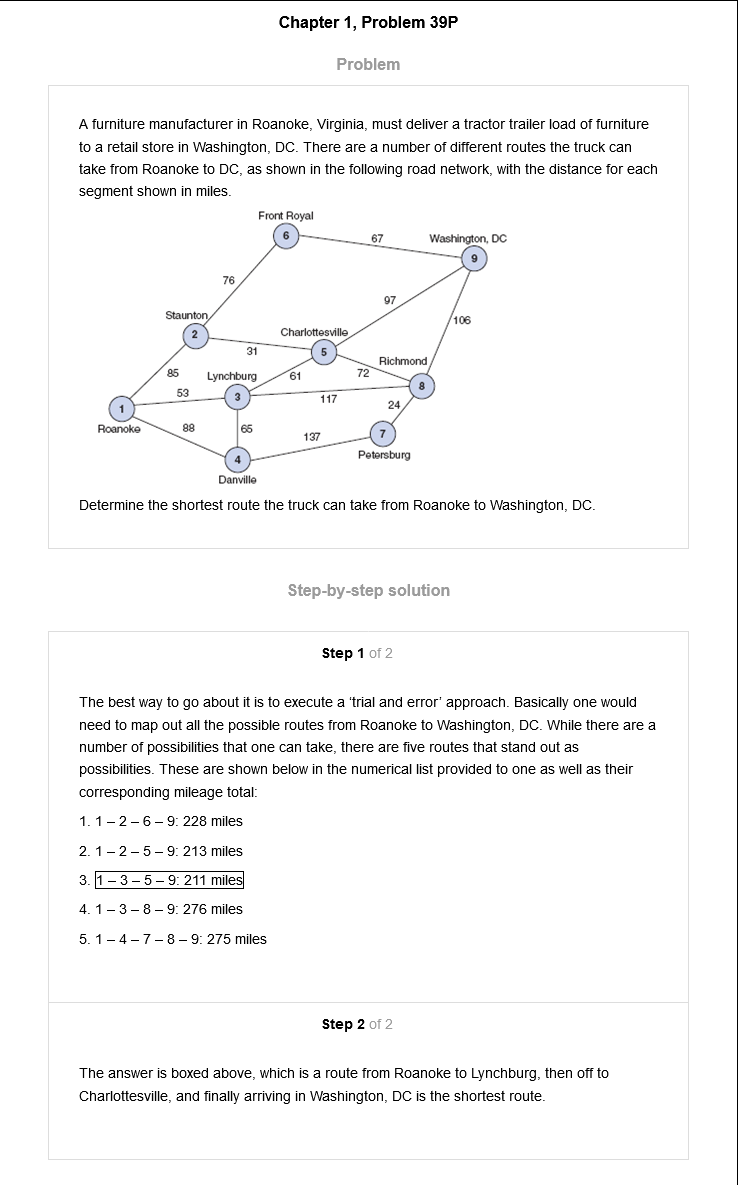 Chapter 1, Problem 39P
Problem
A furniture manufacturer in Roanoke, Virginia, must deliver a tractor trailer load of furniture
to a retail store in Washington, DC. There are a number of different routes the truck can
take from Roanoke to DC, as shown in the following road network, with the distance for each
segment shown in miles.
Front Royal
6
67
Washington, DC
9
76
97
Staunton
2
106
Charlottesville
31
5
Richmond
85
Lynchburg
61
72
8
53
3
117
1
24
Roanoke
88
65
137
7
4
Petersburg
Danville
Determine the shortest route the truck can take from Roanoke to Washington, DC.
Step-by-step solution
Step 1 of 2
The best way to go about it is to execute a ‘trial and error’ approach. Basically one would
need to map out all the possible routes from Roanoke to Washington, DC. While there are a
number of possibilities that one can take, there are five routes that stand out as
possibilities. These are shown below in the numerical list provided to one as well as their
corresponding mileage total:
1. 1 – 2 – 6 – 9: 228 miles
2. 1 – 2 – 5 – 9: 213 miles
3. 1 – 3 – 5 – 9: 211 miles
4. 1 – 3 – 8 – 9: 276 miles
5. 1 – 4 – 7 – 8 – 9: 275 miles
Step 2 of 2
The answer is boxed above, which is a route from Roanoke to Lynchburg, then off to
Charlottesville, and finally arriving in Washington, DC is the shortest route.